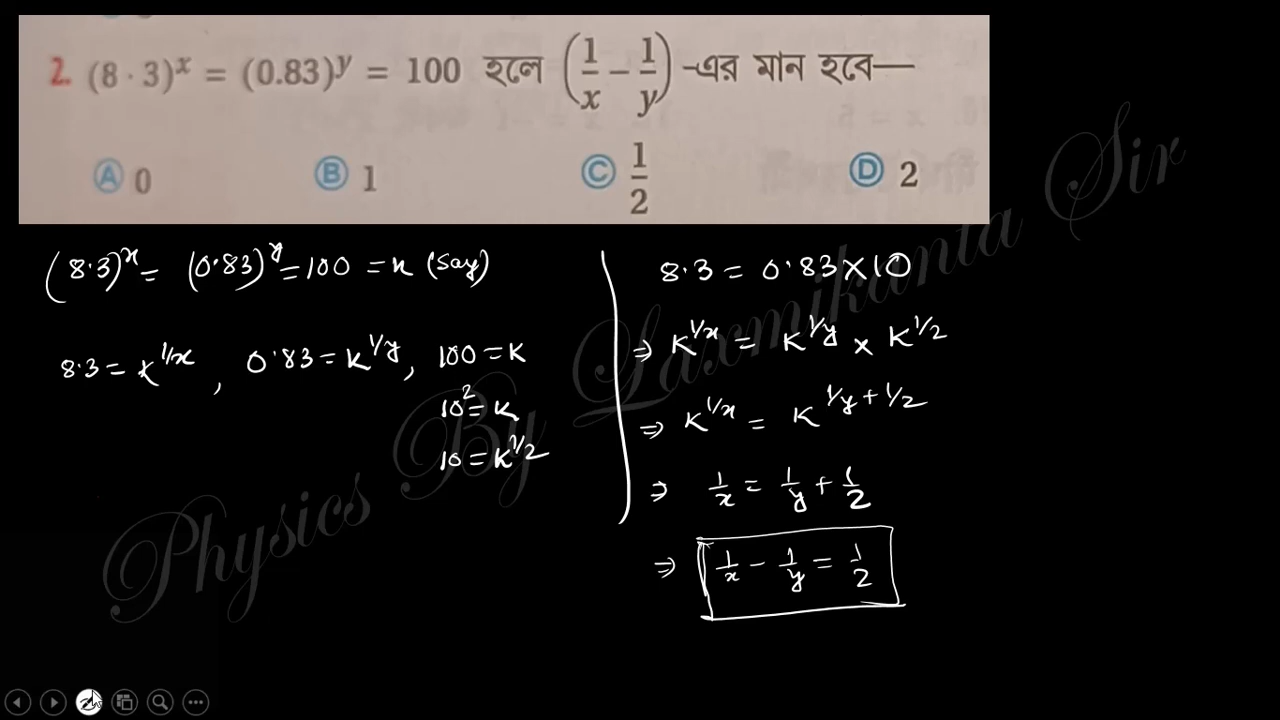 2. (8·3)^x = (0.83)^y = 100 হলে (1/x − 1/y) -এর মান হবে—
A 0 B 1 C 1/2 D 2
(8.3)^x = (0.83)^y = 100 = k (say)
8.3 = k^1/x , 0.83 = k^1/y , 100 = k
10^2 = k
10 = k^1/2
8.3 = 0.83 × 10
⇒ k^1/x = k^1/y × k^1/2
⇒ k^1/x = k^1/y + 1/2
⇒ 1/x = 1/y + 1/2
⇒ 1/x − 1/y = 1/2
Physics By Laxmikanta Sir